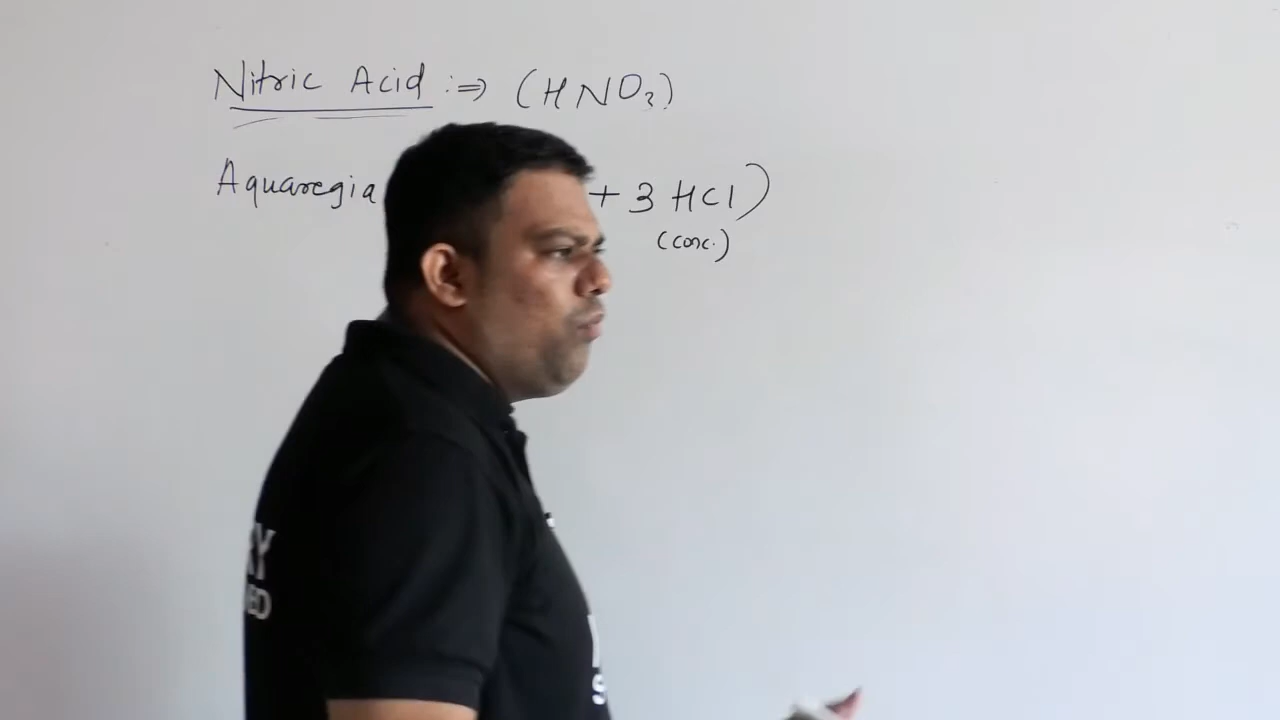 Nitric Acid :⇒ (HNO₃)
Aquaregia + 3 HCl)
(conc.)